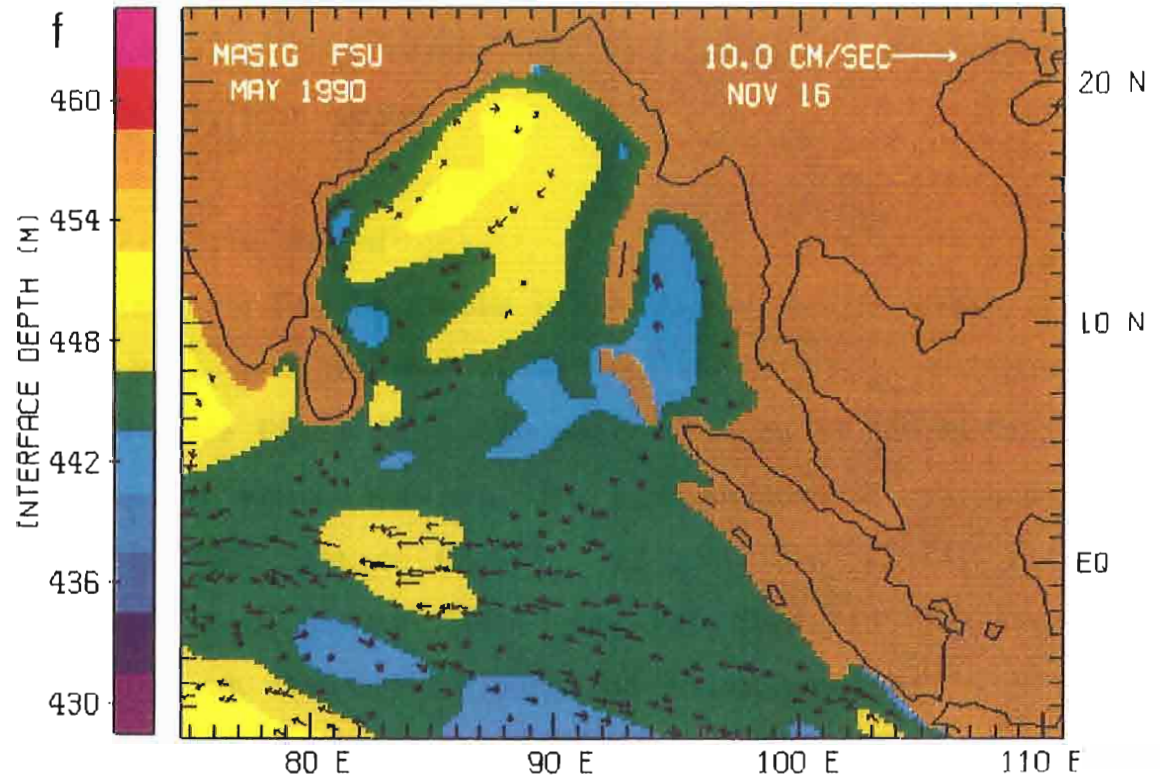 f
MASIG FSU
MAY 1990
10.0 CM/SEC
NOV 16
460
454
448
442
436
430
INTERFACE DEPTH (M)
20 N
10 N
EQ
80 E
90 E
100 E
110 E